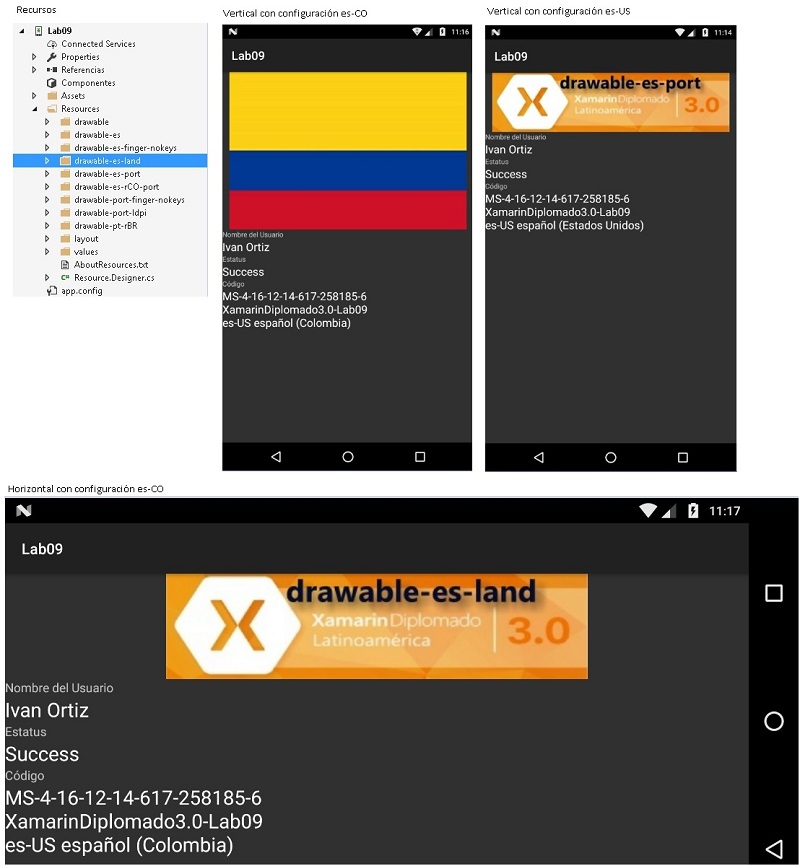 Recursos
Lab09
Connected Services
Properties
Referencias
Componentes
Assets
Resources
drawable
drawable-es
drawable-es-finger-nokeys
drawable-es-land
drawable-es-port
drawable-es-rCO-port
drawable-port-finger-nokeys
drawable-port-ldpi
drawable-pt-rBR
layout
values
AboutResources.txt
C# Resource.Designer.cs
app.config
Vertical con configuración es-CO
11:16
Lab09
Nombre del Usuario
Ivan Ortiz
Estatus
Success
Código
MS-4-16-12-14-617-258185-6
XamarinDiplomado3.0-Lab09
es-US español (Colombia)
Vertical con configuración es-US
11:14
Lab09
drawable-es-port
XamarinDiplomado
Latinoamérica
3.0
Nombre del Usuario
Ivan Ortiz
Estatus
Success
Código
MS-4-16-12-14-617-258185-6
XamarinDiplomado3.0-Lab09
es-US español (Estados Unidos)
Horizontal con configuración es-CO
11:17
Lab09
drawable-es-land
XamarinDiplomado
Latinoamérica
3.0
Nombre del Usuario
Ivan Ortiz
Estatus
Success
Código
MS-4-16-12-14-617-258185-6
XamarinDiplomado3.0-Lab09
es-US español (Colombia)